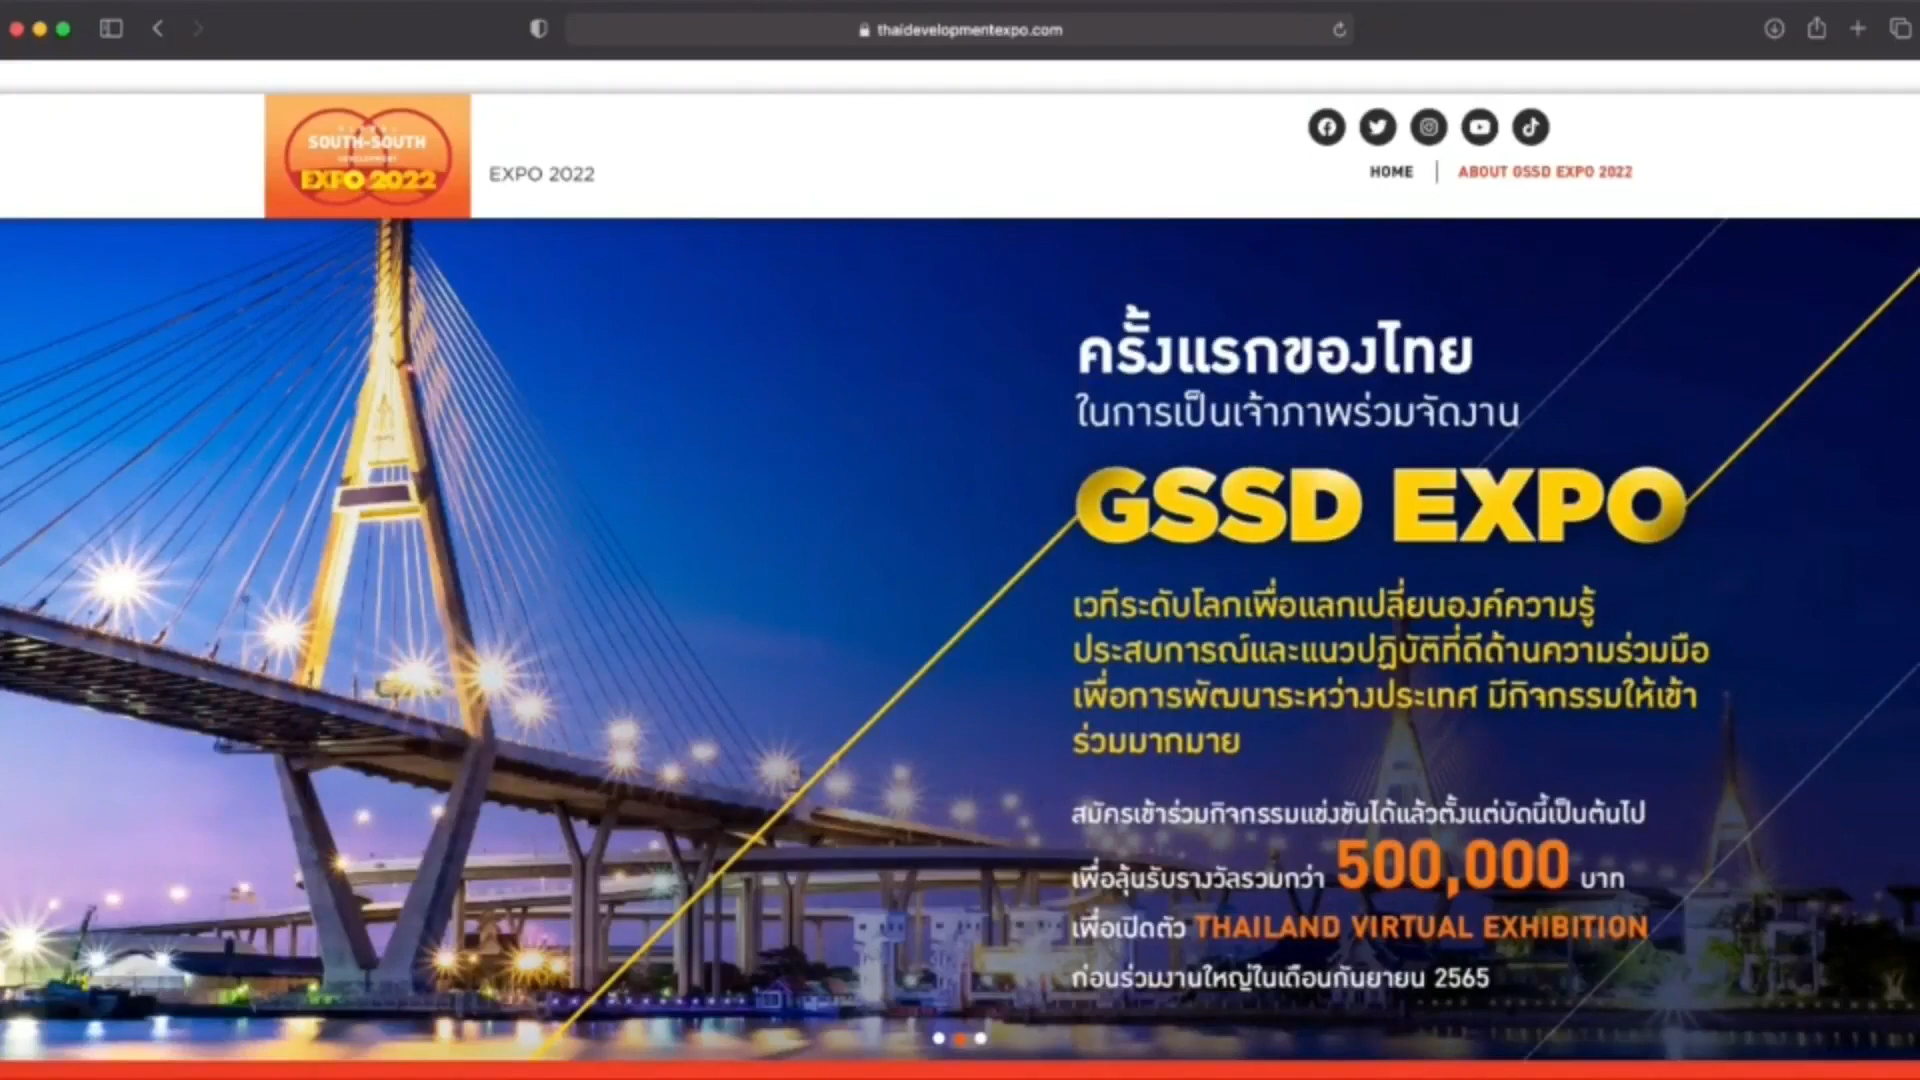 thaidevelopmentexpo.com
SOUTH-SOUTH
EXPO 2022
EXPO 2022
HOME
ABOUT GSSD EXPO 2022
ครั้งแรกของไทย
ในการเป็นเจ้าภาพร่วมจัดงาน
GSSD EXPO
เวทีระดับโลกเพื่อแลกเปลี่ยนองค์ความรู้
ประสบการณ์และแนวปฏิบัติที่ดีด้านความร่วมมือ
เพื่อการพัฒนาระหว่างประเทศ มีกิจกรรมให้เข้า
ร่วมมากมาย
สมัครเข้าร่วมกิจกรรมแข่งขันได้แล้วตั้งแต่บัดนี้เป็นต้นไป
เพื่อลุ้นรับรางวัลรวมกว่า 500,000 บาท
เพื่อเปิดตัว THAILAND VIRTUAL EXHIBITION
ก่อนร่วมงานใหญ่ในเดือนกันยายน 2565